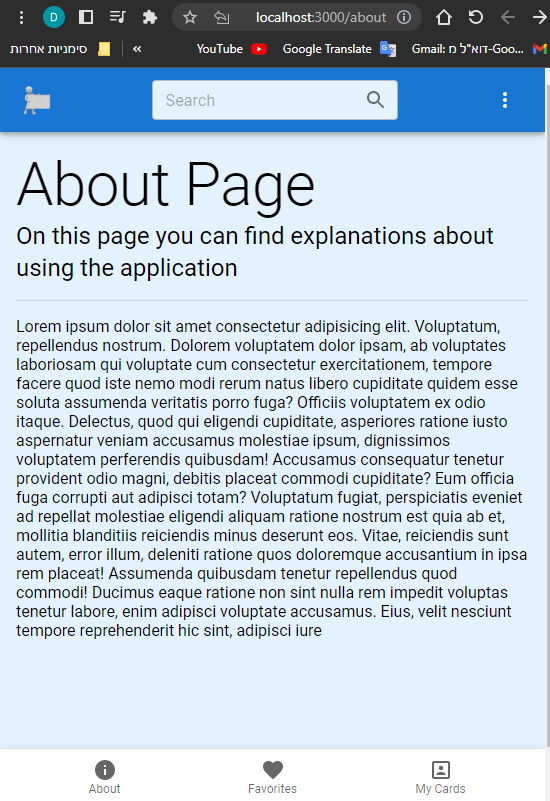 D
localhost:3000/about
סימניות אחרות
«
YouTube
Google Translate
Gmail: דוא"ל מ-Goo...
Search
About Page
On this page you can find explanations about
using the application
Lorem ipsum dolor sit amet consectetur adipisicing elit. Voluptatum,
repellendus nostrum. Dolorem voluptatem dolor ipsam, ab voluptates
laboriosam qui voluptate cum consectetur exercitationem, tempore
facere quod iste nemo modi rerum natus libero cupiditate quidem esse
soluta assumenda veritatis porro fuga? Officiis voluptatem ex odio
itaque. Delectus, quod qui eligendi cupiditate, asperiores ratione iusto
aspernatur veniam accusamus molestiae ipsum, dignissimos
voluptatem perferendis quibusdam! Accusamus consequatur tenetur
provident odio magni, debitis placeat commodi cupiditate? Eum officia
fuga corrupti aut adipisci totam? Voluptatum fugiat, perspiciatis eveniet
ad repellat molestiae eligendi aliquam ratione nostrum est quia ab et,
mollitia blanditiis reiciendis minus deserunt eos. Vitae, reiciendis sunt
autem, error illum, deleniti ratione quos doloremque accusantium in ipsa
rem placeat! Assumenda quibusdam tenetur repellendus quod
commodi! Ducimus eaque ratione non sint nulla rem impedit voluptas
tenetur labore, enim adipisci voluptate accusamus. Eius, velit nesciunt
tempore reprehenderit hic sint, adipisci iure
About
Favorites
My Cards